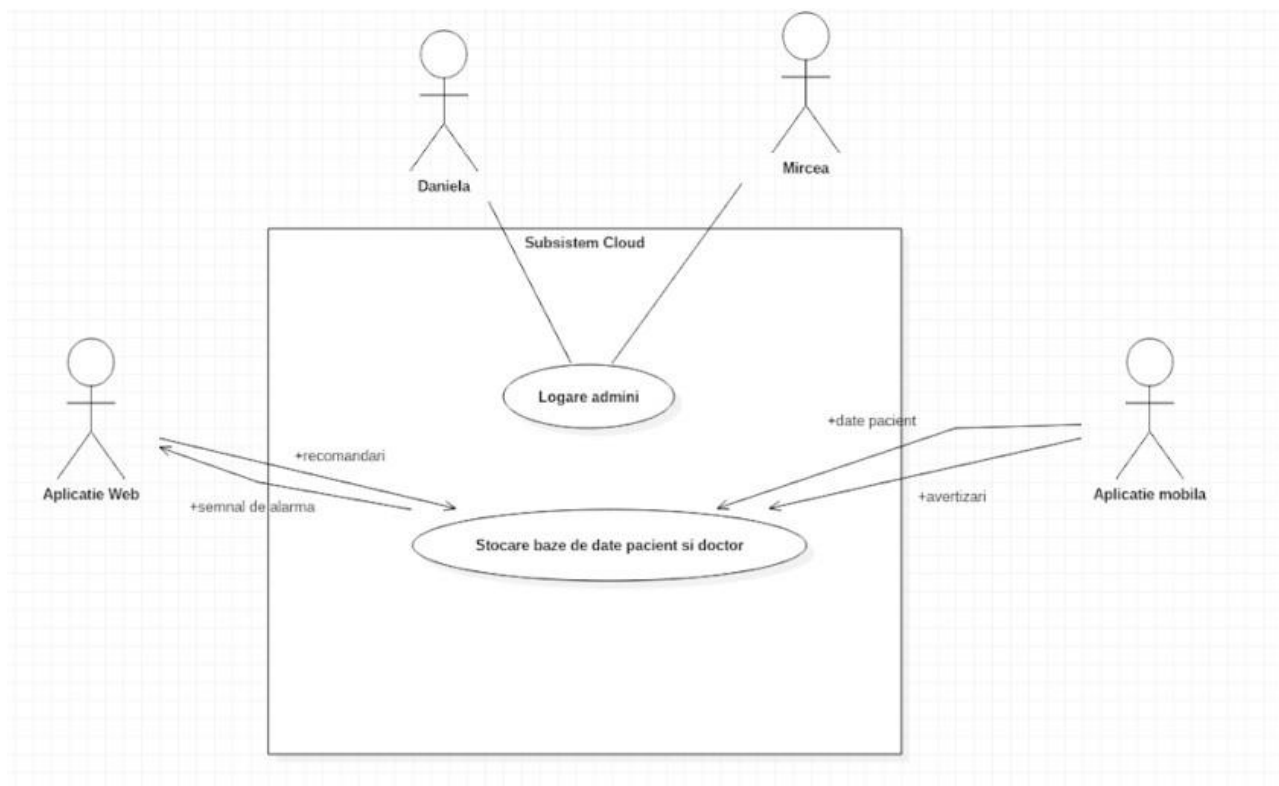 Mircea
Daniela
Subsistem Cloud
Logare admini
+date pacient
+recomandari
Aplicatie Web
Aplicatie mobila
+avertizari
+semnal de alarma
Stocare baze de date pacient si doctor